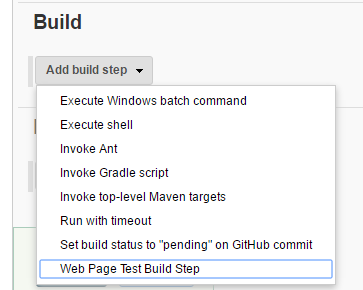 Build
Add build step
Execute Windows batch command
Execute shell
Invoke Ant
Invoke Gradle script
Invoke top-level Maven targets
Run with timeout
Set build status to "pending" on GitHub commit
Web Page Test Build Step